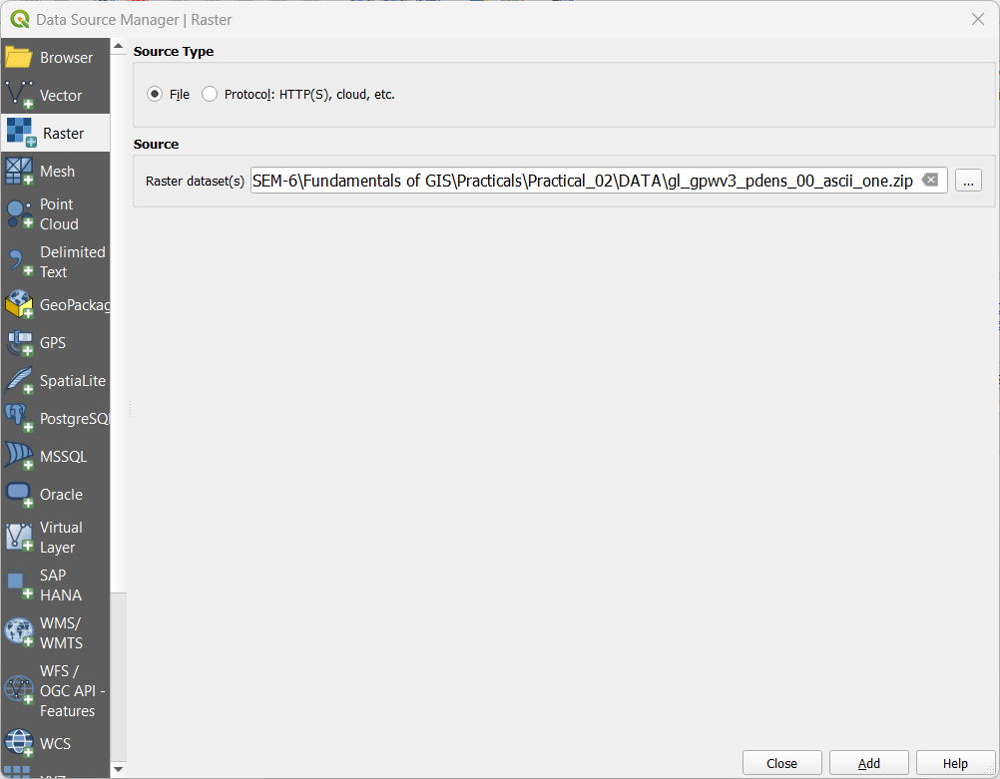 Data Source Manager | Raster
Browser
Vector
Raster
Mesh
Point
Cloud
Delimited
Text
GeoPackag
GPS
SpatiaLite
PostgreSQ
MSSQL
Oracle
Virtual
Layer
SAP
HANA
WMS/
WMTS
WFS /
OGC API -
Features
WCS
Source Type
File Protocol: HTTP(S), cloud, etc.
Source
Raster dataset(s) SEM-6\Fundamentals of GIS\Practicals\Practical_02\DATA\gl_gpwv3_pdens_00_ascii_one.zip ...
Close Add Help